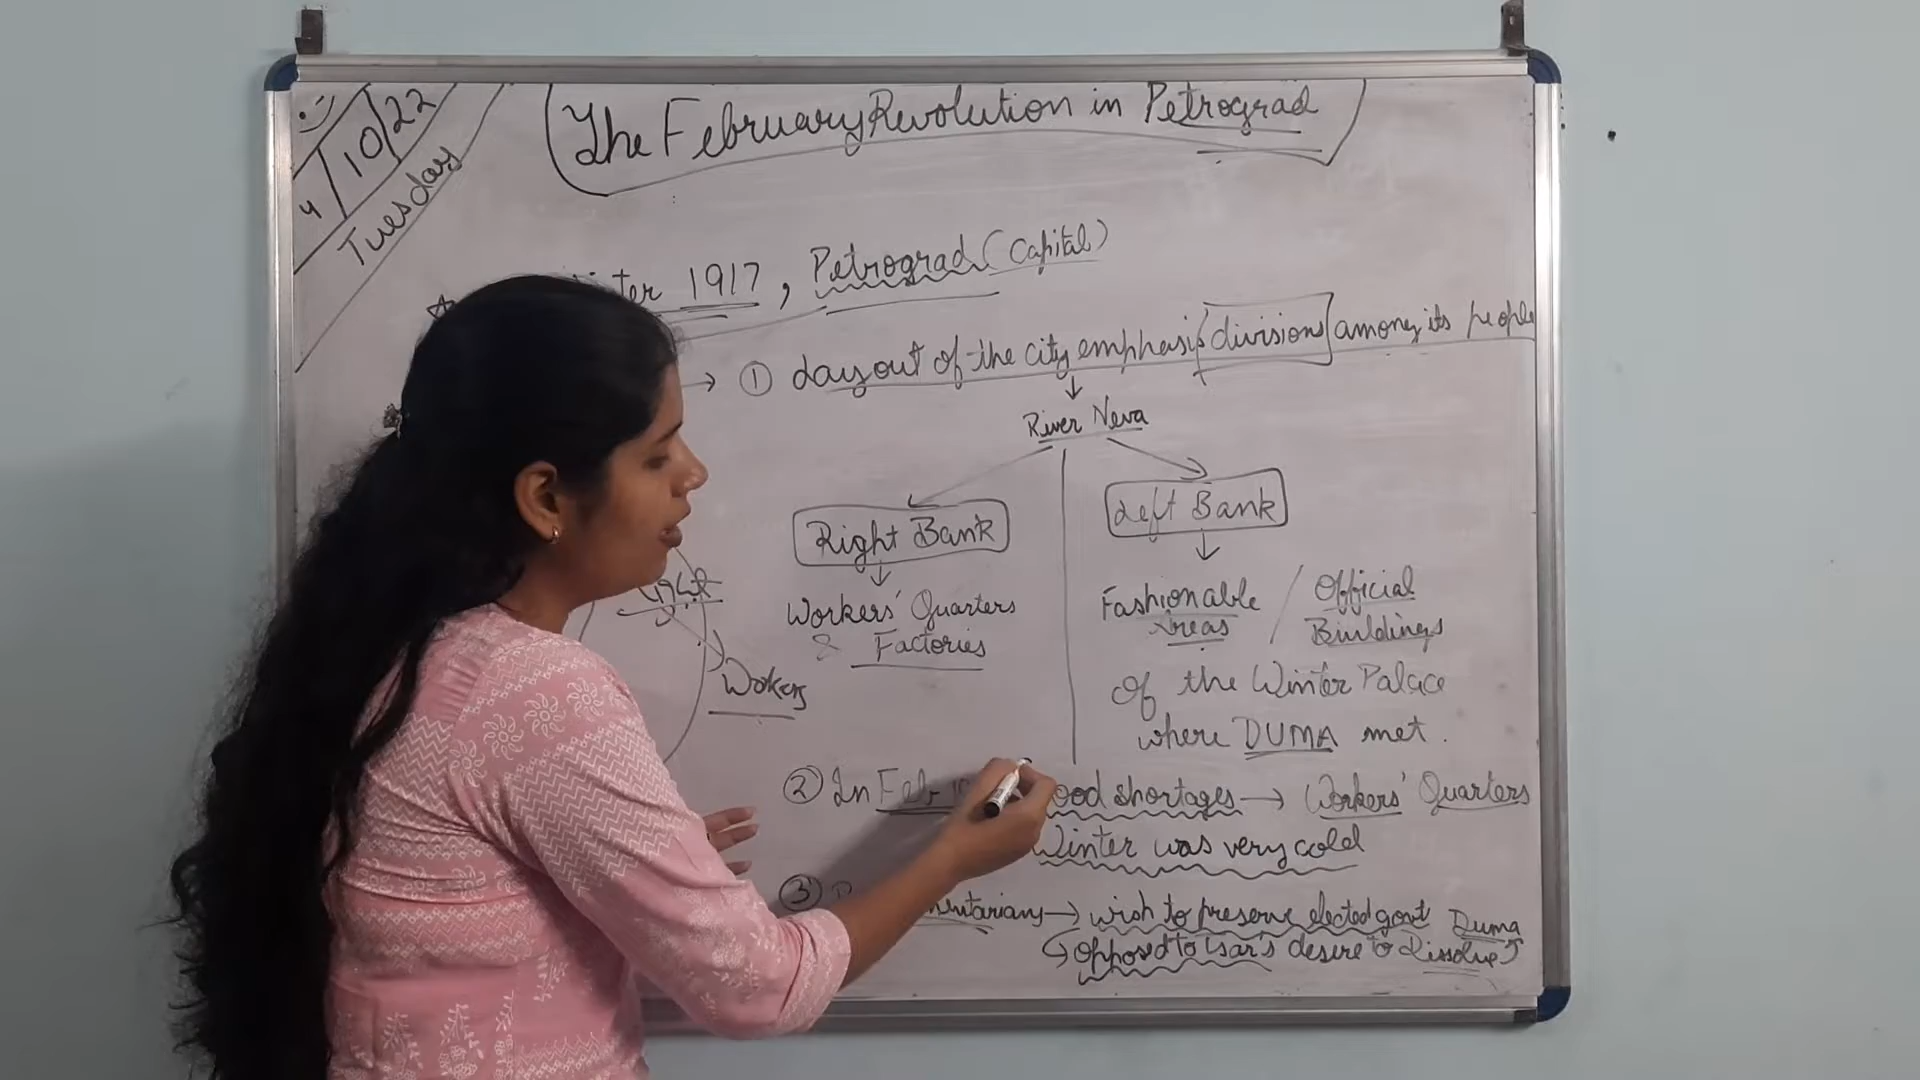 4/10/22
Tuesday
The February Revolution in Petrograd
1917, Petrograd (Capital)
→ ① Layout of the city emphasis divisions among its people
River Neva
Right Bank
Left Bank
Workers' Quarters
& Factories
Fashionable Areas / Official Buildings
of the Winter Palace
where DUMA met.
Workers
② In Feb shortages → Workers' Quarters
Winter was very cold
③ → wish to preserve elected govt Duma
↪ opposed to Tsar's desire to Dissolve